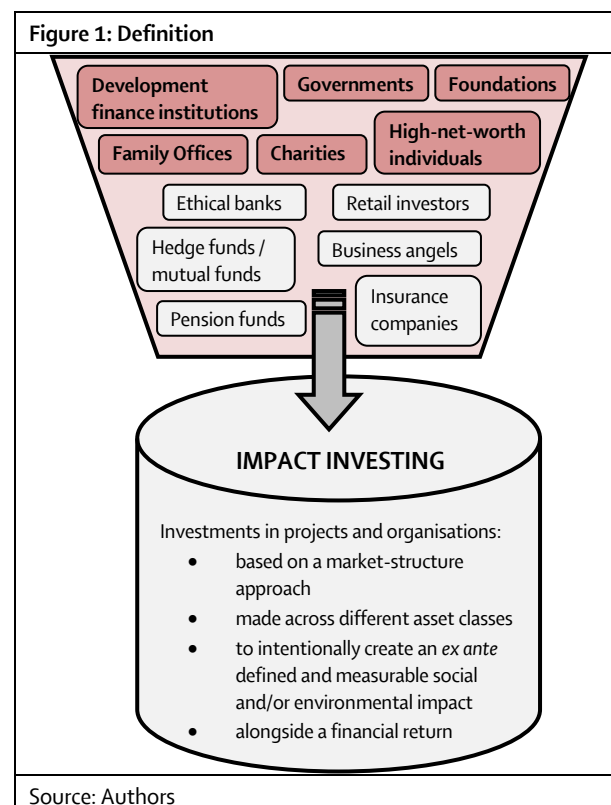 Figure 1: Definition
Development
finance institutions
Governments
Foundations
Family Offices
Charities
High-net-worth
individuals
Ethical banks
Retail investors
Hedge funds /
mutual funds
Business angels
Pension funds
Insurance
companies
IMPACT INVESTING
Investments in projects and organisations:
• based on a market-structure
approach
• made across different asset classes
• to intentionally create an ex ante
defined and measurable social
and/or environmental impact
• alongside a financial return
Source: Authors